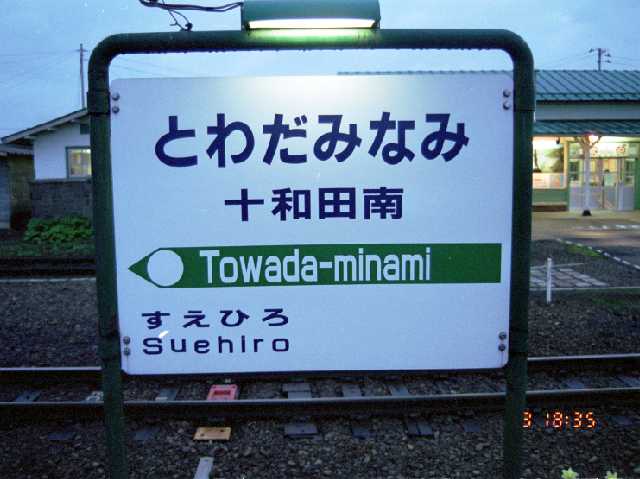 とわだみなみ
十和田南
Towada-minami
すえひろ
Suehiro
3 18:35